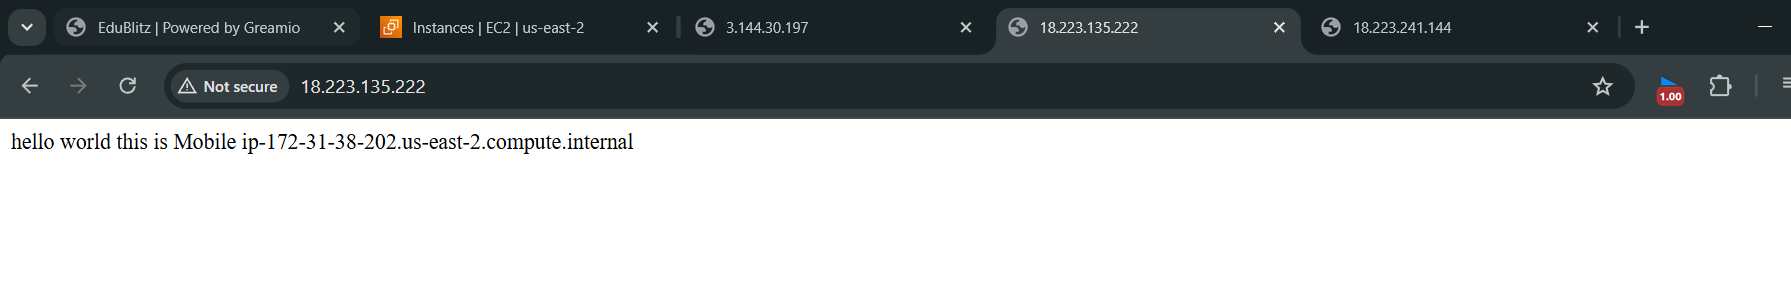 EduBlitz | Powered by Greamio
Instances | EC2 | us-east-2
3.144.30.197
18.223.135.222
18.223.241.144
Not secure
18.223.135.222
1.00
hello world this is Mobile ip-172-31-38-202.us-east-2.compute.internal